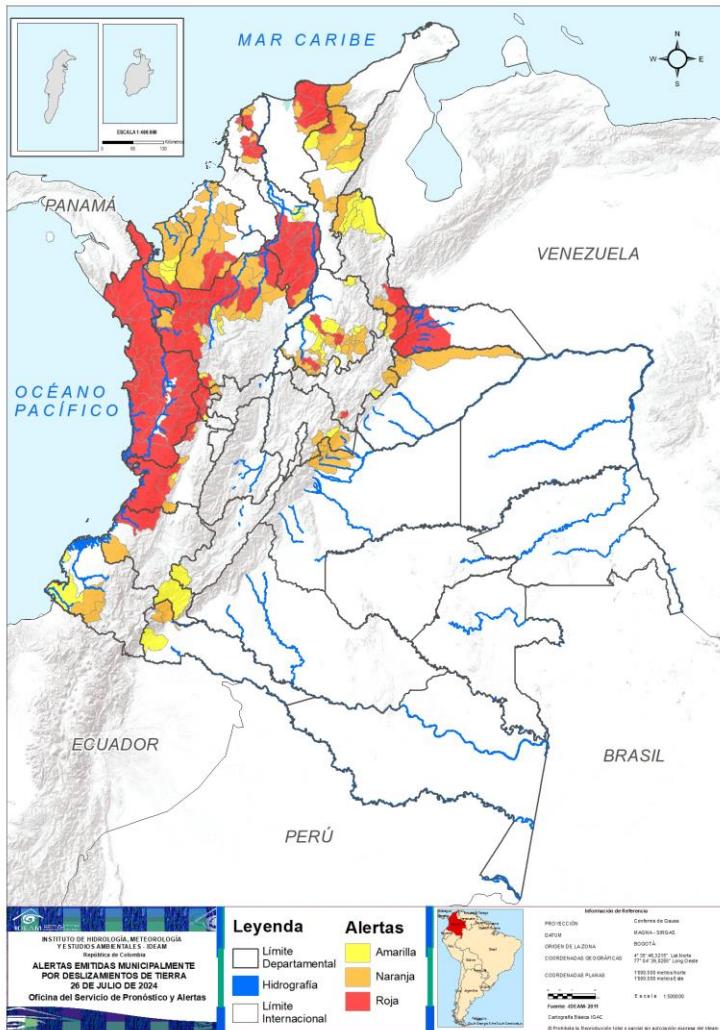 MAR CARIBE
N
W
E
S
ESCALA 1:400.000
PANAMÁ
VENEZUELA
OCÉANO
PACÍFICO
ECUADOR
BRASIL
PERÚ
IDEAM
INSTITUTO DE HIDROLOGÍA, METEOROLOGÍA
Y ESTUDIOS AMBIENTALES - IDEAM
República de Colombia
ALERTAS EMITIDAS MUNICIPALMENTE
POR DESLIZAMIENTOS DE TIERRA
26 DE JULIO DE 2024
Oficina del Servicio de Pronóstico y Alertas
Leyenda
Límite
Departamental
Hidrografía
Límite
Internacional
Alertas
Amarilla
Naranja
Roja
Información de Referencia
PROYECCIÓN Conforme de Gauss
DATUM MAGNA - SIRGAS
ORIGEN DE LA ZONA BOGOTÁ
COORDENADAS GEOGRÁFICAS
COORDENADAS PLANAS
Escala
Fuente: IDEAM- 2011
Cartografía Básica IGAC